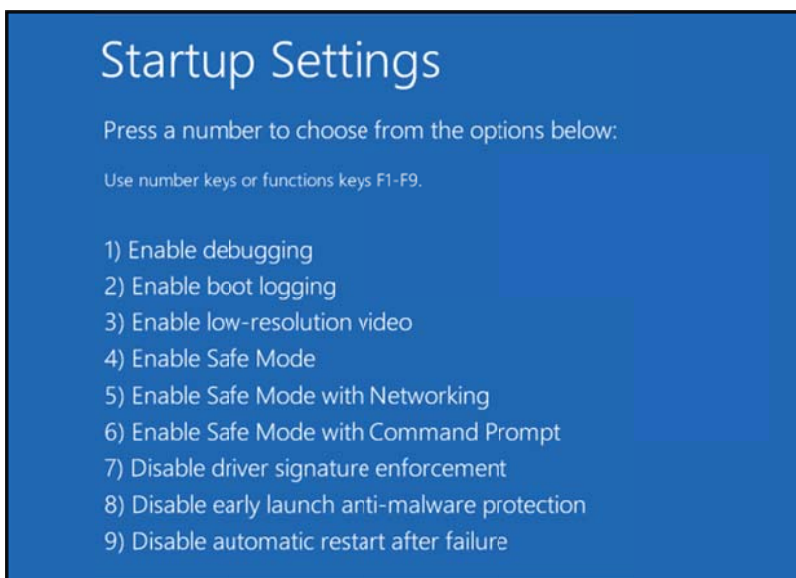 Startup Settings
Press a number to choose from the options below:
Use number keys or functions keys F1-F9.
1) Enable debugging
2) Enable boot logging
3) Enable low-resolution video
4) Enable Safe Mode
5) Enable Safe Mode with Networking
6) Enable Safe Mode with Command Prompt
7) Disable driver signature enforcement
8) Disable early launch anti-malware protection
9) Disable automatic restart after failure